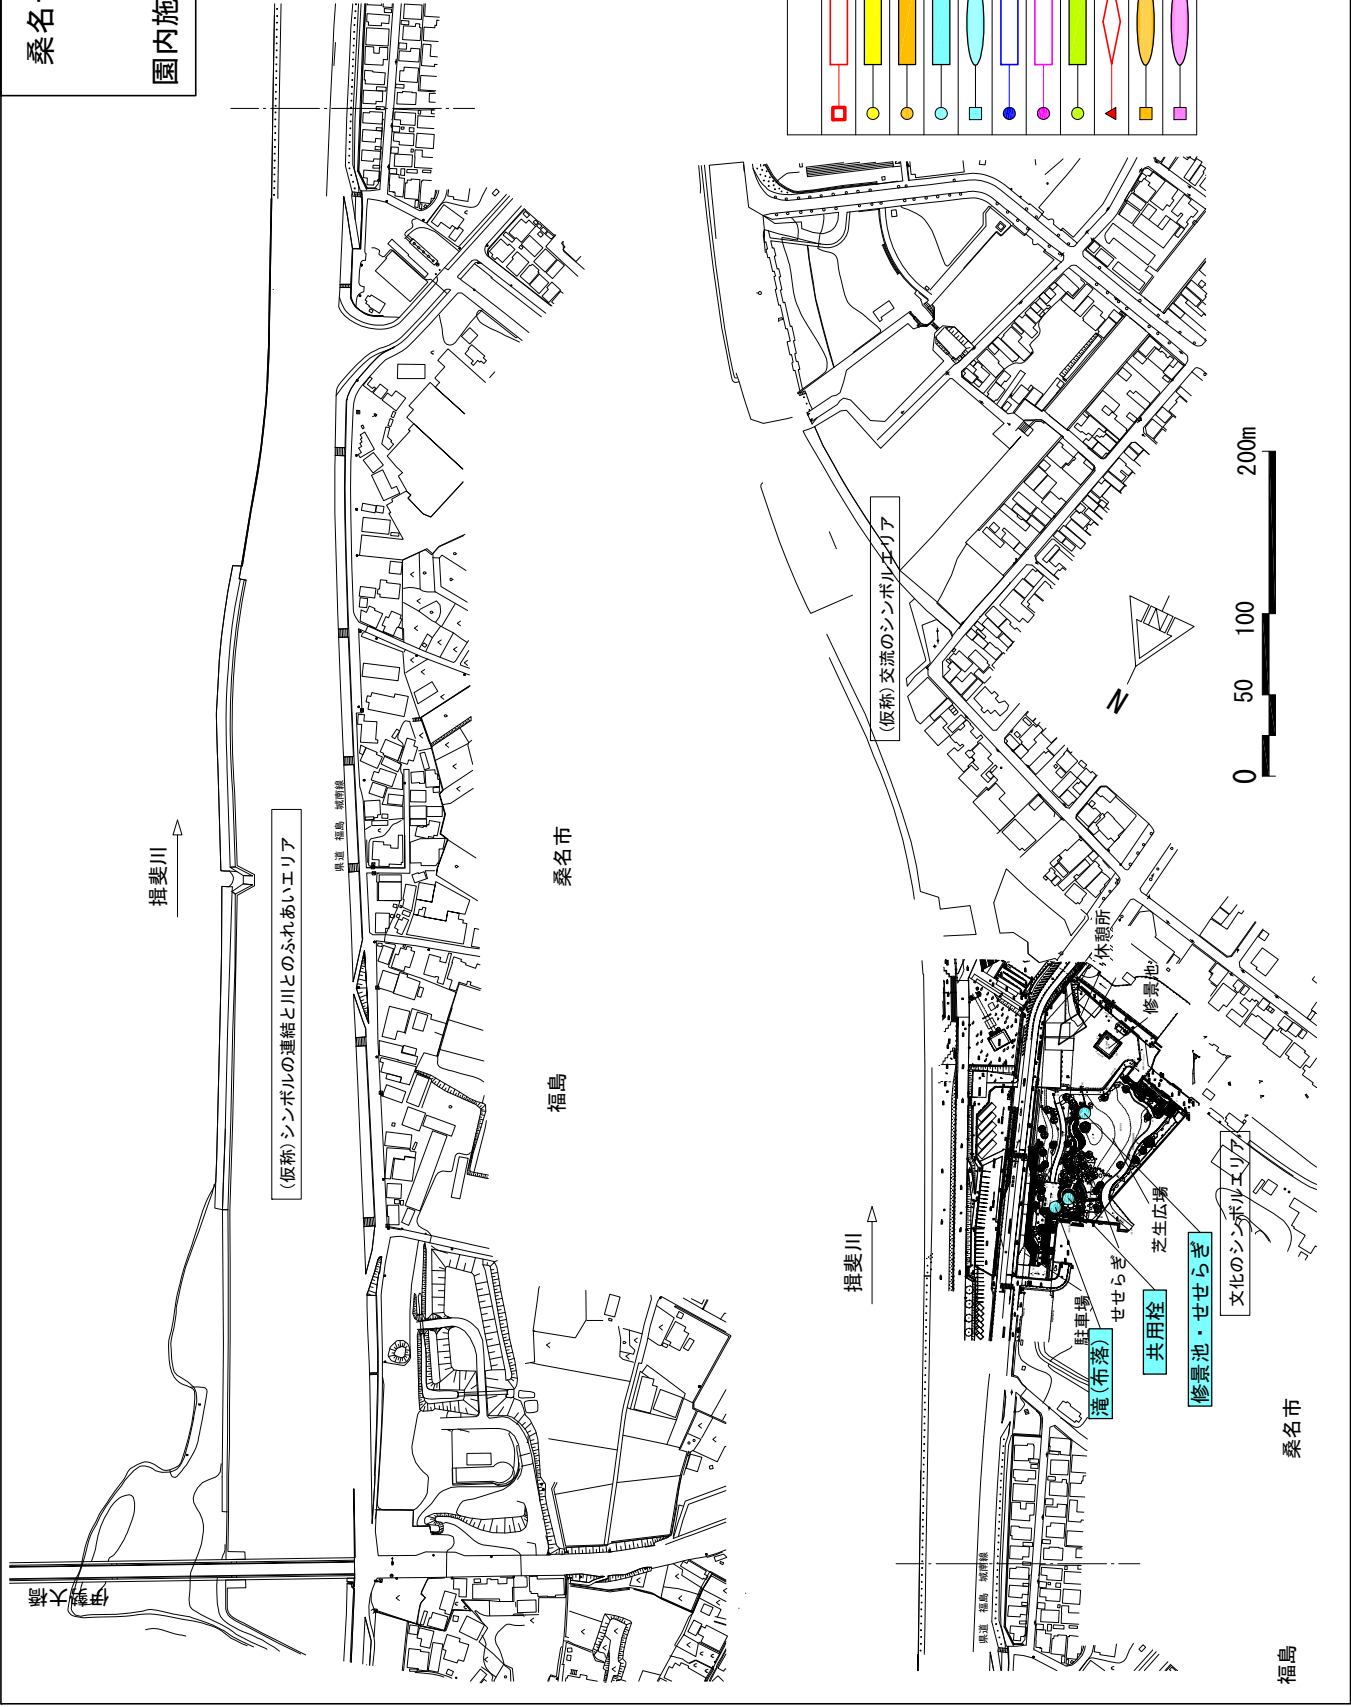 桑名
園内施
伊勢大橋
揖斐川
(仮称)シンボルの連結と川とのふれあいエリア
県道 福島 城南線
福島
桑名市
揖斐川
(仮称)交流のシンボルエリア
県道 福島 城南線
駐車場
せせらぎ
芝生広場
修景池
休憩所
滝(布落)
共用栓
修景池・せせらぎ
文化のシンボルエリア
福島
桑名市
N
0 50 100 200m